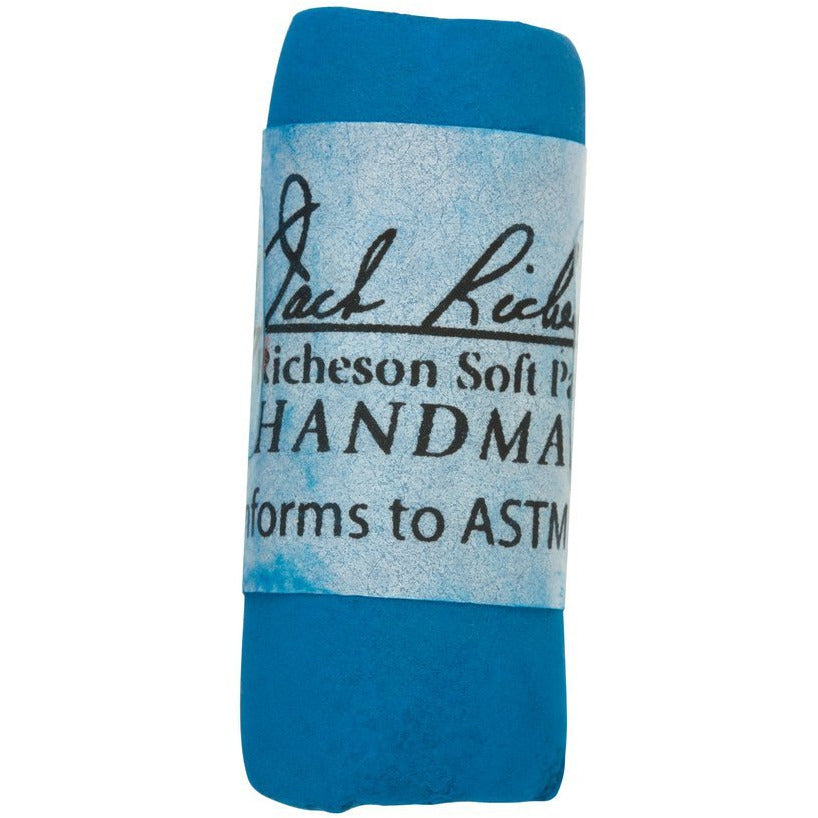 Jack Riche
Richeson Soft Pa
HANDMA
nforms to ASTM